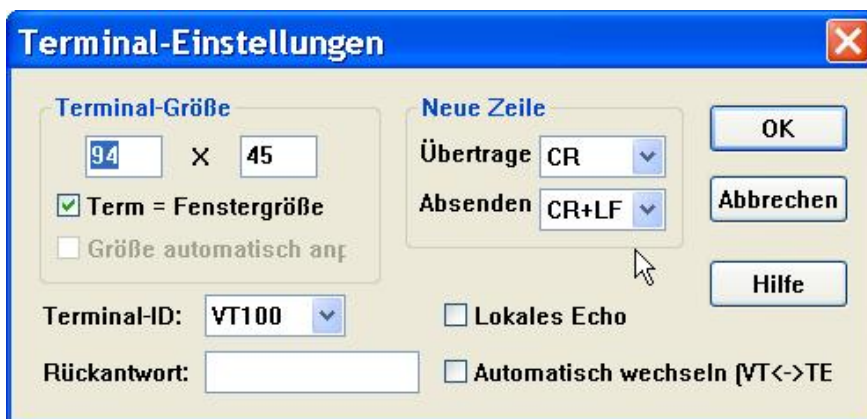 Terminal-Einstellungen
Terminal-Größe
94 X 45
Term = Fenstergröße
Größe automatisch anp
Neue Zeile
Übertrage CR
Absenden CR+LF
OK
Abbrechen
Hilfe
Terminal-ID: VT100
Lokales Echo
Rückantwort:
Automatisch wechseln (VT<->TE